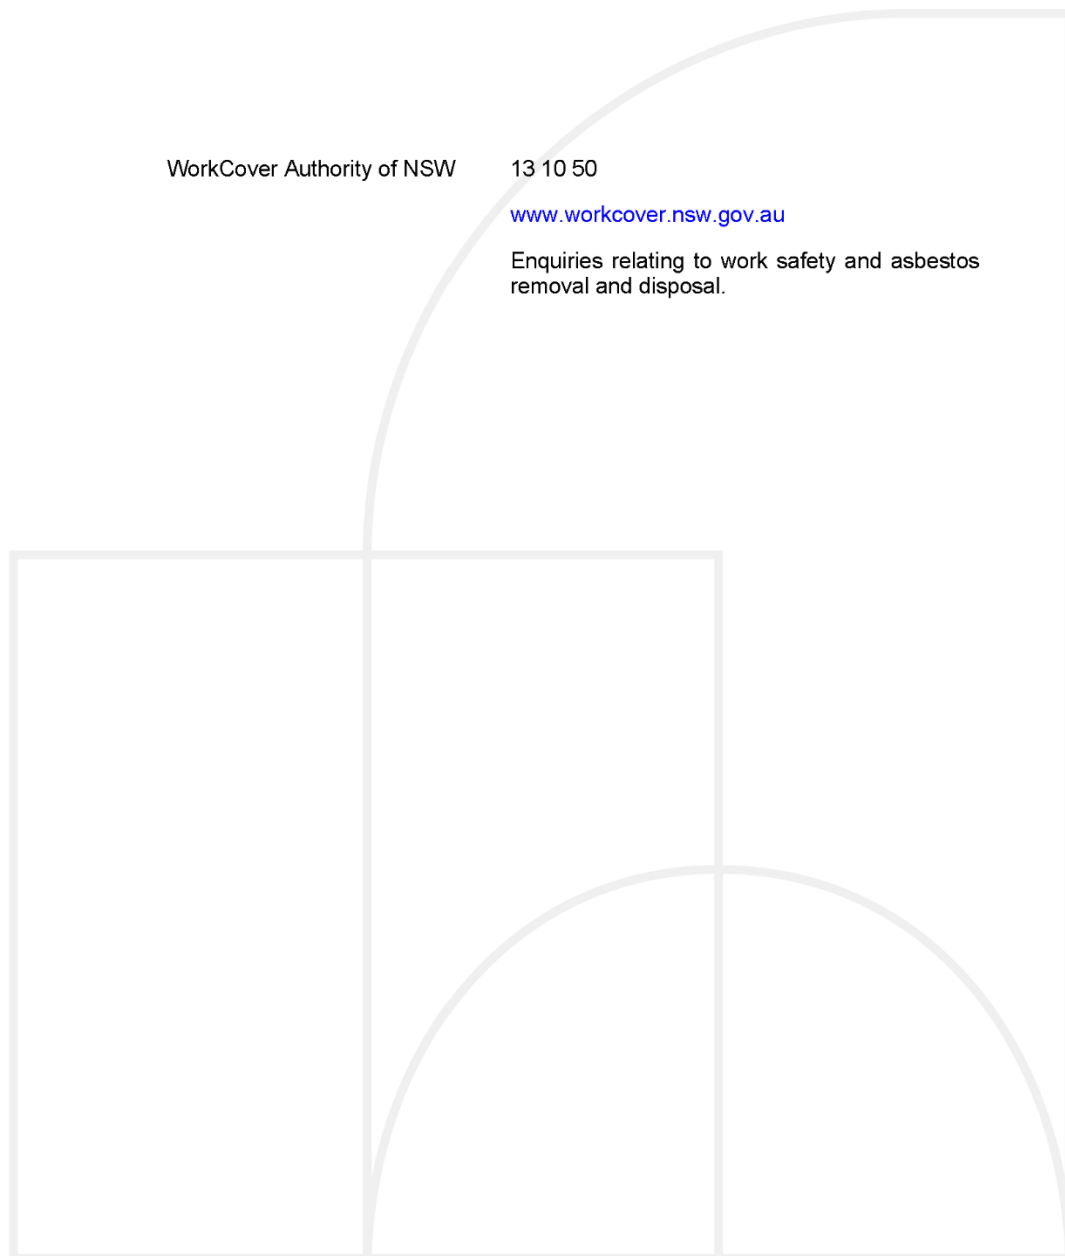 WorkCover Authority of NSW 13 10 50
www.workcover.nsw.gov.au
Enquiries relating to work safety and asbestos
removal and disposal.